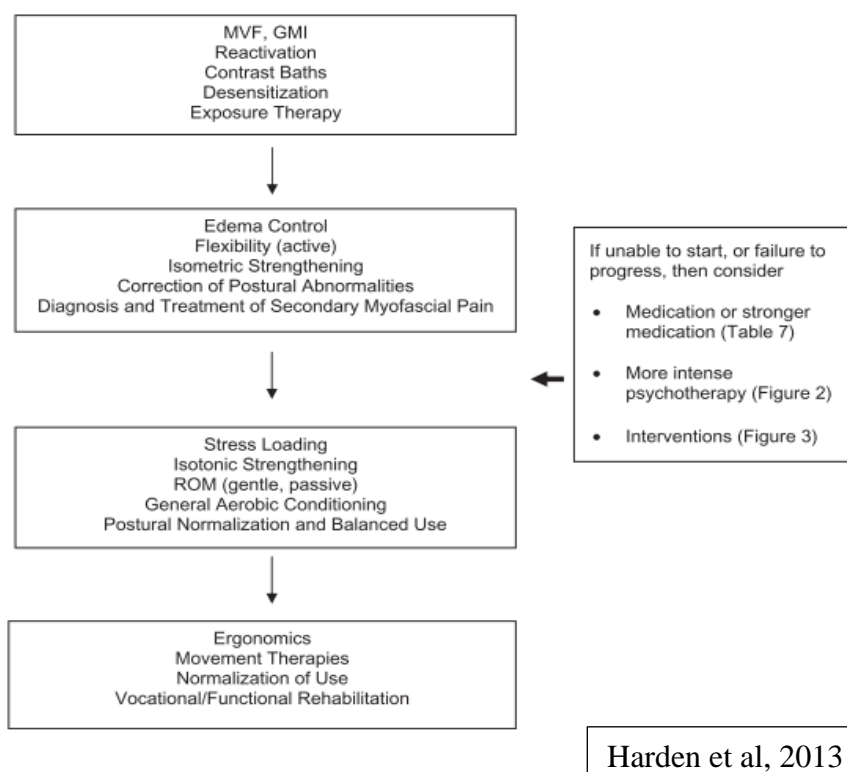 MVF, GMI
Reactivation
Contrast Baths
Desensitization
Exposure Therapy
Edema Control
Flexibility (active)
Isometric Strengthening
Correction of Postural Abnormalities
Diagnosis and Treatment of Secondary Myofascial Pain
If unable to start, or failure to
progress, then consider
• Medication or stronger
medication (Table 7)
• More intense
psychotherapy (Figure 2)
• Interventions (Figure 3)
Stress Loading
Isotonic Strengthening
ROM (gentle, passive)
General Aerobic Conditioning
Postural Normalization and Balanced Use
Ergonomics
Movement Therapies
Normalization of Use
Vocational/Functional Rehabilitation
Harden et al, 2013